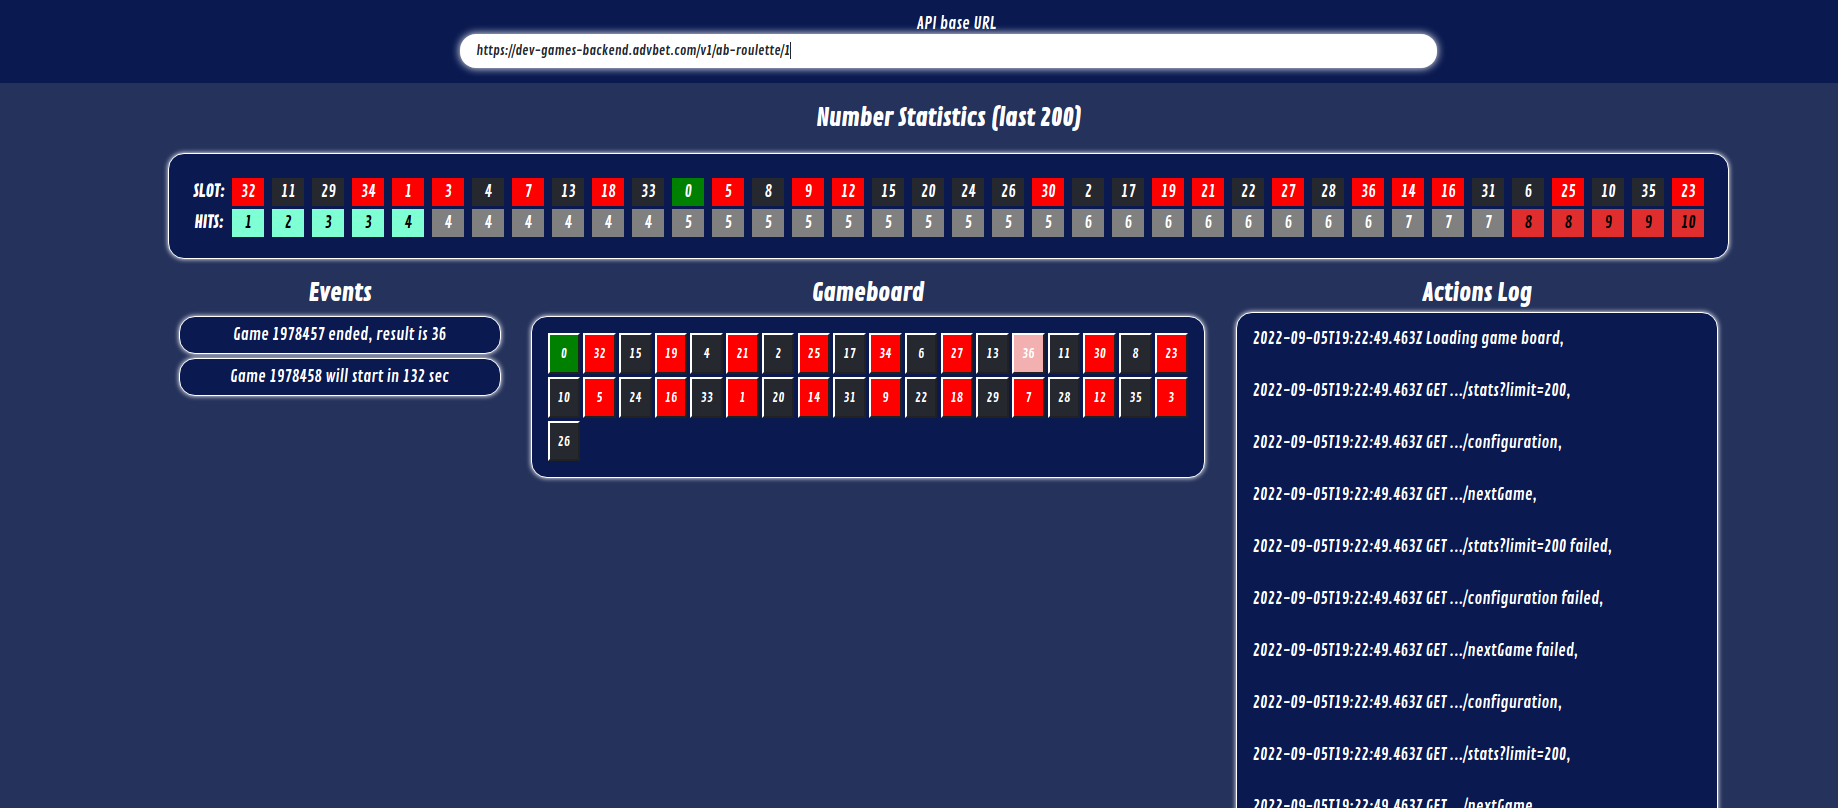 API base URL
https://dev-games-backend.advbet.com/v1/ab-roulette/1
Number Statistics (last 200)
SLOT: 32 11 29 34 1 3 4 7 13 18 33 0 5 8 9 12 15 20 24 26 30 2 17 19 21 22 27 28 36 14 16 31 6 25 10 35 23
HITS: 1 2 3 3 4 4 4 4 4 4 4 5 5 5 5 5 5 5 5 5 5 6 6 6 6 6 6 6 6 7 7 7 8 8 9 9 10
Events
Game 1978457 ended, result is 36
Game 1978458 will start in 132 sec
Gameboard
0 32 15 19 4 21 2 25 17 34 6 27 13 36 11 30 8 23
10 5 24 16 33 1 20 14 31 9 22 18 29 7 28 12 35 3
26
Actions Log
2022-09-05T19:22:49.463Z Loading game board,
2022-09-05T19:22:49.463Z GET .../stats?limit=200,
2022-09-05T19:22:49.463Z GET .../configuration,
2022-09-05T19:22:49.463Z GET .../nextGame,
2022-09-05T19:22:49.463Z GET .../stats?limit=200 failed,
2022-09-05T19:22:49.463Z GET .../configuration failed,
2022-09-05T19:22:49.463Z GET .../nextGame failed,
2022-09-05T19:22:49.463Z GET .../configuration,
2022-09-05T19:22:49.463Z GET .../stats?limit=200,
2022-09-05T19:22:49.463Z GET .../nextGame